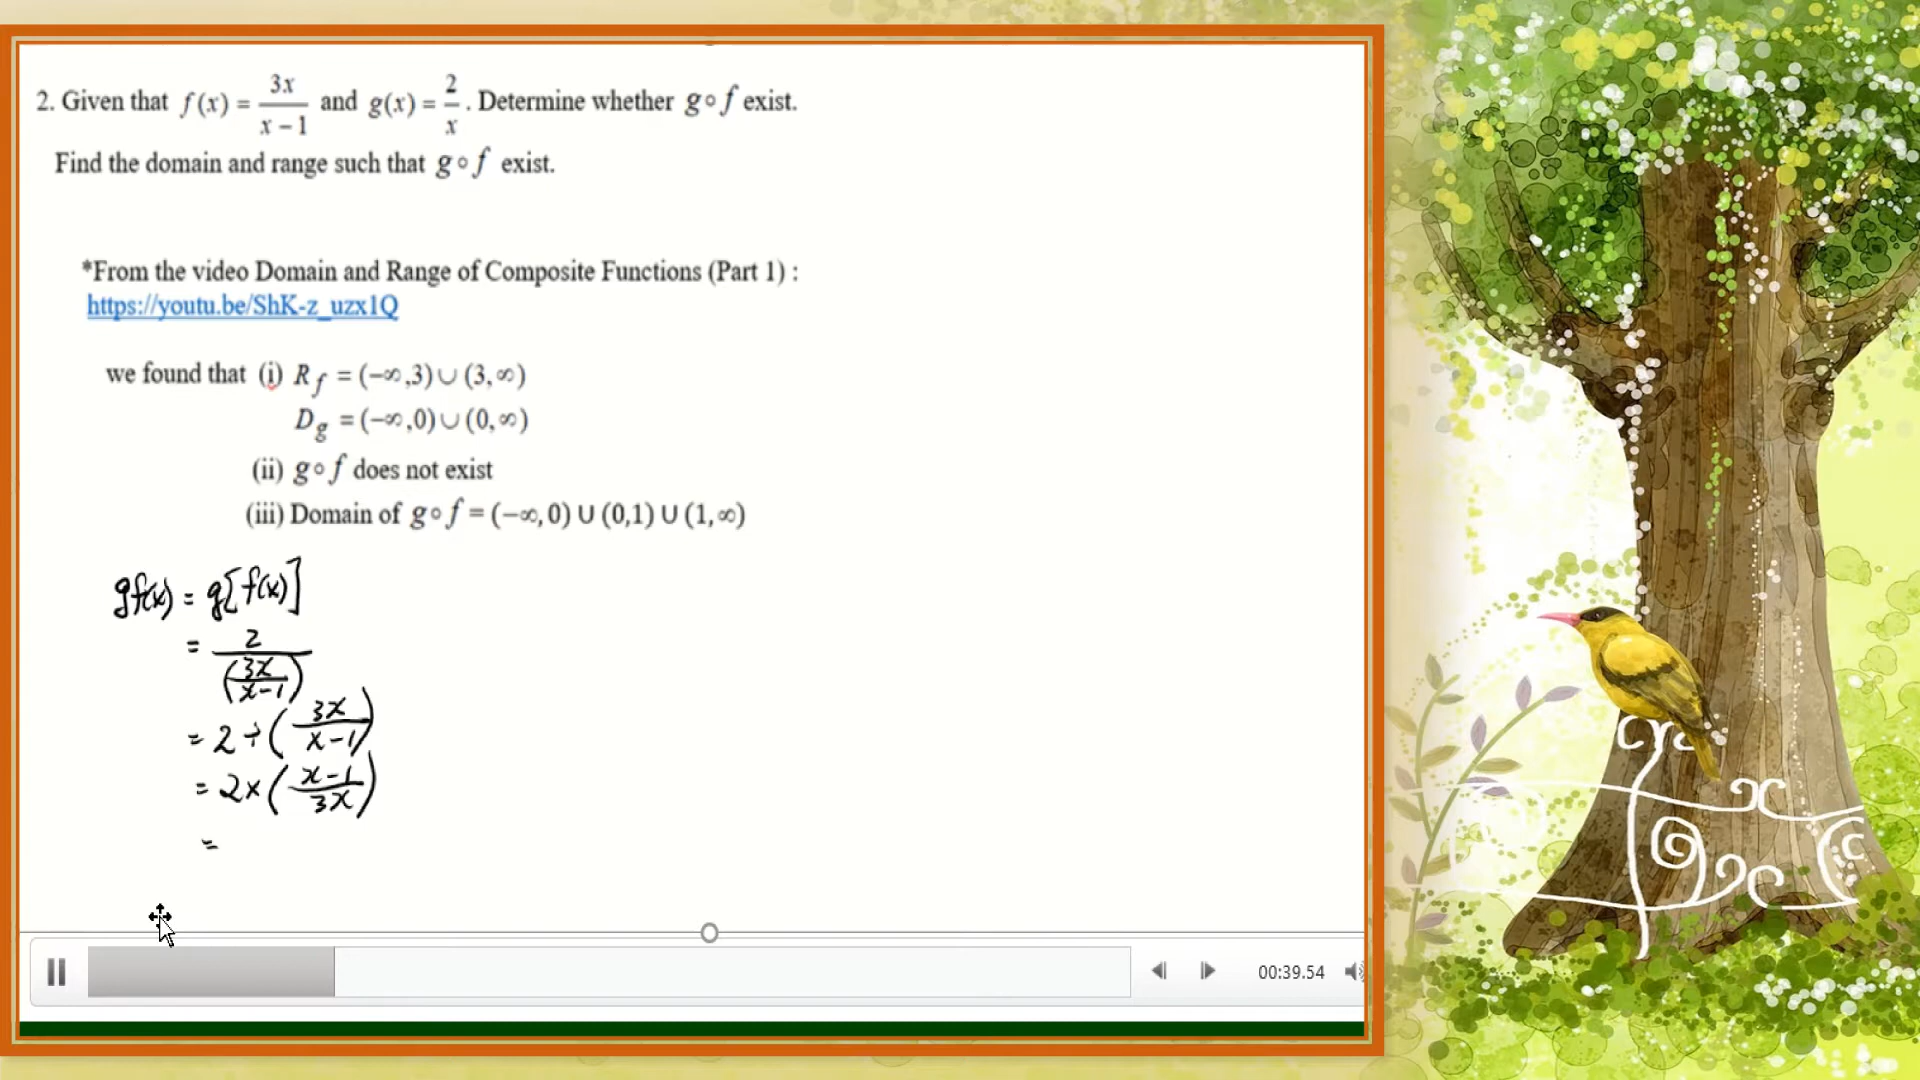 2. Given that f(x) = 3x/(x − 1) and g(x) = 2/x. Determine whether g∘f exist.
Find the domain and range such that g∘f exist.
*From the video Domain and Range of Composite Functions (Part 1) :
https://youtu.be/ShK-z_uzx1Q
we found that (i) R_f = (−∞,3)∪(3,∞)
D_g = (−∞,0)∪(0,∞)
(ii) g∘f does not exist
(iii) Domain of g∘f = (−∞,0) ∪ (0,1) ∪ (1,∞)
gf(x) = g[f(x)]
= 2/(3x/(x−1))
= 2 ÷ (3x/(x−1))
= 2 × (x−1/3x)
=
00:39.54